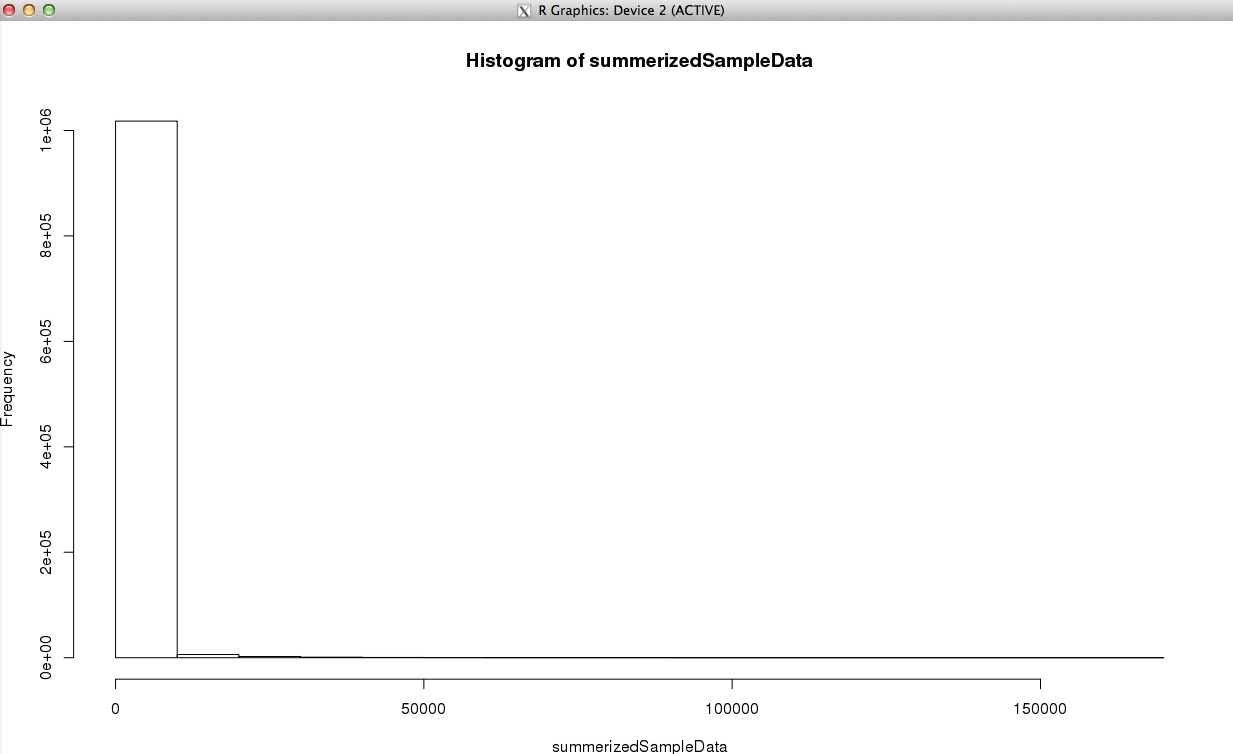 R Graphics: Device 2 (ACTIVE)
Histogram of summerizedSampleData
Frequency
1e+06
8e+05
6e+05
4e+05
2e+05
0e+00
0 50000 100000 150000
summerizedSampleData